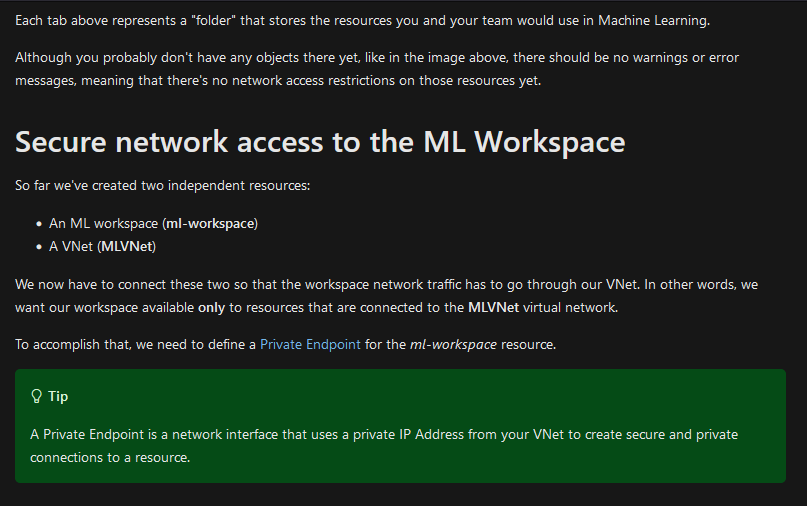 Each tab above represents a "folder" that stores the resources you and your team would use in Machine Learning.
Although you probably don't have any objects there yet, like in the image above, there should be no warnings or error
messages, meaning that there's no network access restrictions on those resources yet.
Secure network access to the ML Workspace
So far we've created two independent resources:
• An ML workspace (ml-workspace)
• A VNet (MLVNet)
We now have to connect these two so that the workspace network traffic has to go through our VNet. In other words, we
want our workspace available only to resources that are connected to the MLVNet virtual network.
To accomplish that, we need to define a Private Endpoint for the ml-workspace resource.
Tip
A Private Endpoint is a network interface that uses a private IP Address from your VNet to create secure and private
connections to a resource.